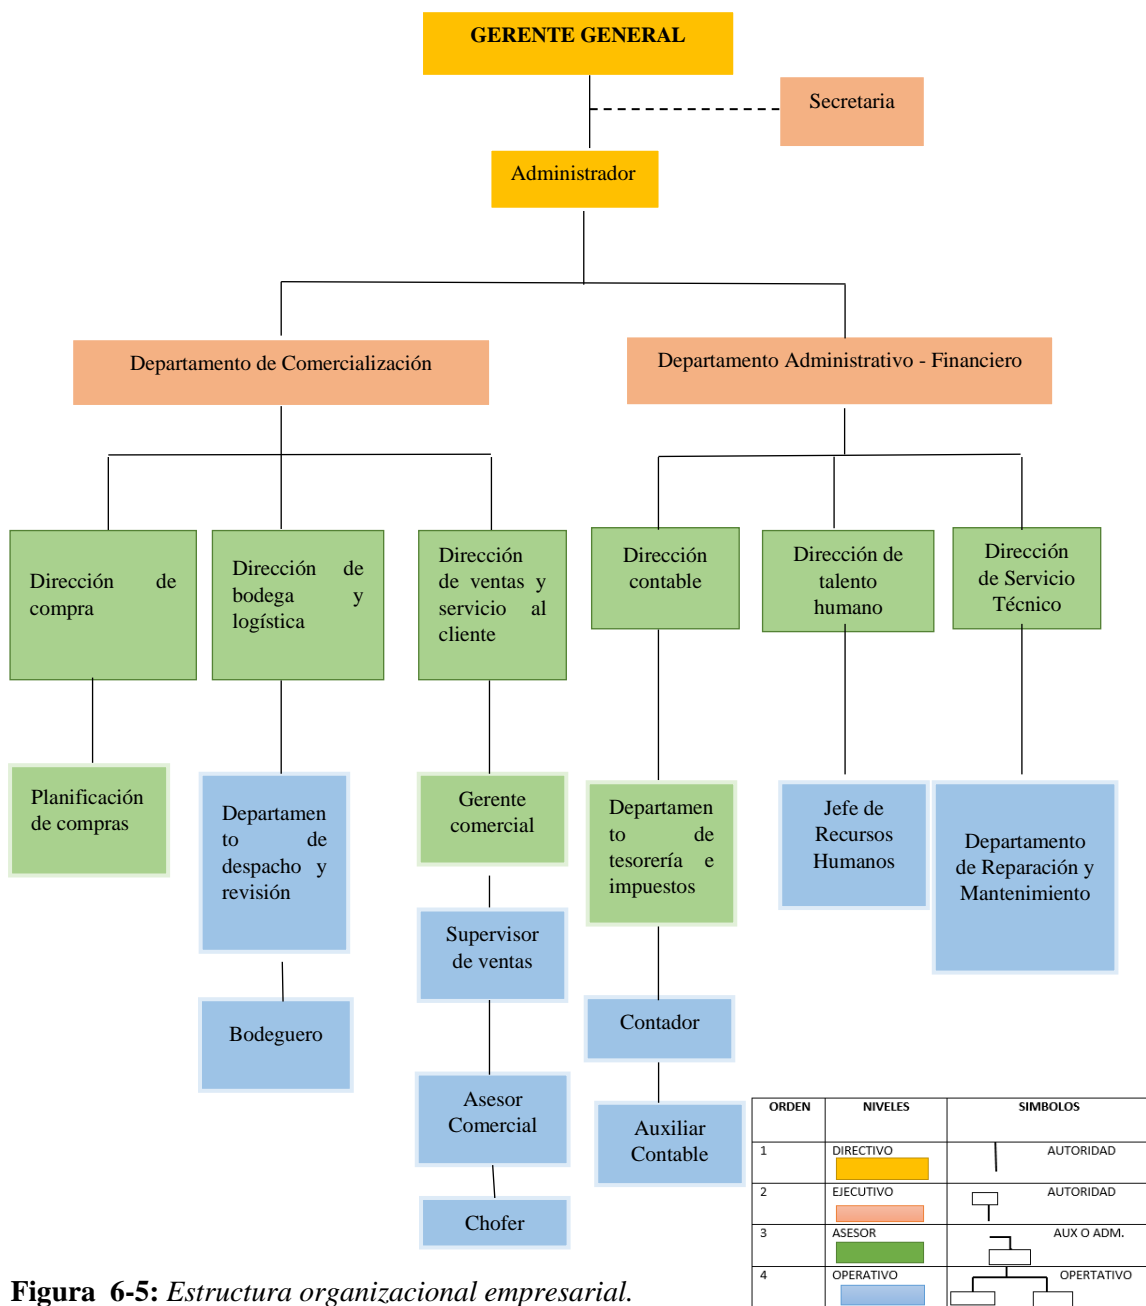 GERENTE GENERAL
Secretaria
Administrador
Departamento de Comercialización
Departamento Administrativo - Financiero
Dirección de
compra
Dirección de
bodega y
logística
Dirección
de ventas y
servicio al
cliente
Dirección
contable
Dirección de
talento
humano
Dirección
de Servicio
Técnico
Planificación
de compras
Departamen
to de
despacho y
revisión
Gerente
comercial
Departamen
to de
tesorería e
impuestos
Jefe de
Recursos
Humanos
Departamento
de Reparación y
Mantenimiento
Supervisor
de ventas
Bodeguero
Contador
Asesor
Comercial
Auxiliar
Contable
Chofer
ORDEN NIVELES SIMBOLOS
1 DIRECTIVO AUTORIDAD
2 EJECUTIVO AUTORIDAD
3 ASESOR AUX O ADM.
4 OPERATIVO OPERTATIVO
Figura 6-5: Estructura organizacional empresarial.